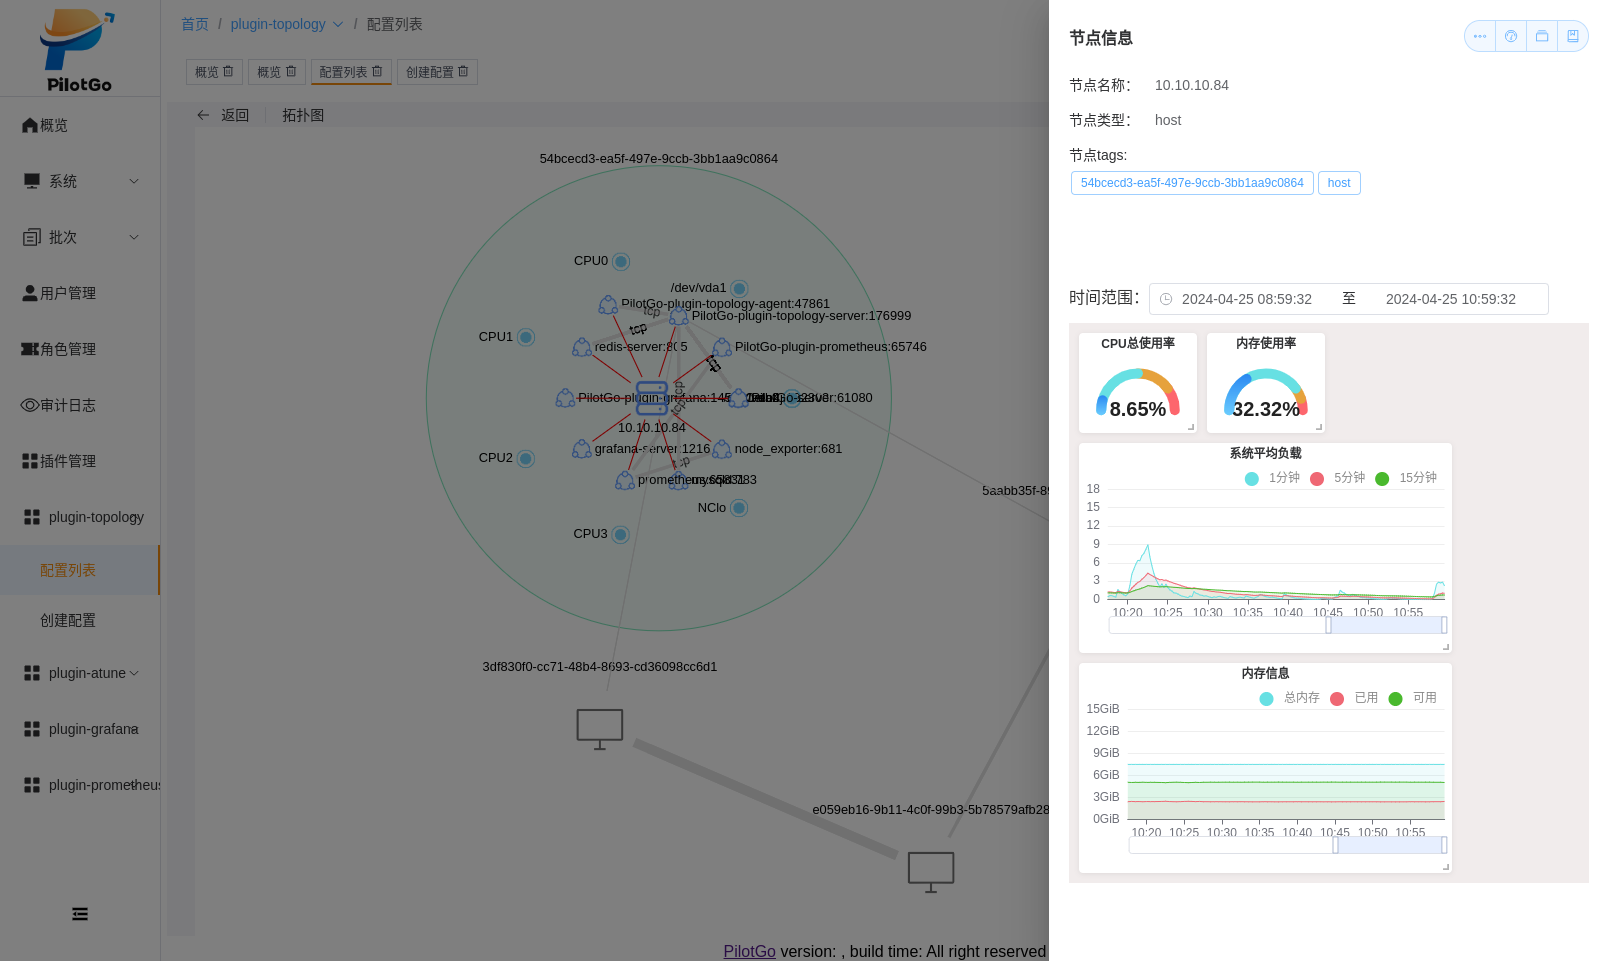 PilotGo
概览
系统
批次
用户管理
角色管理
审计日志
插件管理
plugin-topology
配置列表
创建配置
plugin-atune
plugin-grafana
plugin-prometheus
首页 / plugin-topology / 配置列表
概览
概览
配置列表
创建配置
返回
拓扑图
54bcecd3-ea5f-497e-9ccb-3bb1aa9c0864
CPU0
/dev/vda1
PilotGo-plugin-topology-agent:47861
tcp
PilotGo-plugin-topology-server:176999
tcp
CPU1
redis-server:8
5
PilotGo-plugin-prometheus:65746
tcp
PilotGo-plugin-grafana:14
server:61080
tcp
10.10.10.84
grafana-server:1216
node_exporter:681
CPU2
prometheus:
NCIo
CPU3
3df830f0-cc71-48b4-8693-cd36098cc6d1
5aabb35f-89
e059eb16-9b11-4c0f-99b3-5b78579afb28
PilotGo version: , build time: All right reserved
节点信息
节点名称： 10.10.10.84
节点类型： host
节点tags:
54bcecd3-ea5f-497e-9ccb-3bb1aa9c0864
host
时间范围： 2024-04-25 08:59:32 至 2024-04-25 10:59:32
CPU总使用率
8.65%
内存使用率
32.32%
系统平均负载
1分钟 5分钟 15分钟
18
15
12
9
6
3
0
10:20 10:25 10:30 10:35 10:40 10:45 10:50 10:55
内存信息
总内存 已用 可用
15GiB
12GiB
9GiB
6GiB
3GiB
0GiB
10:20 10:25 10:30 10:35 10:40 10:45 10:50 10:55